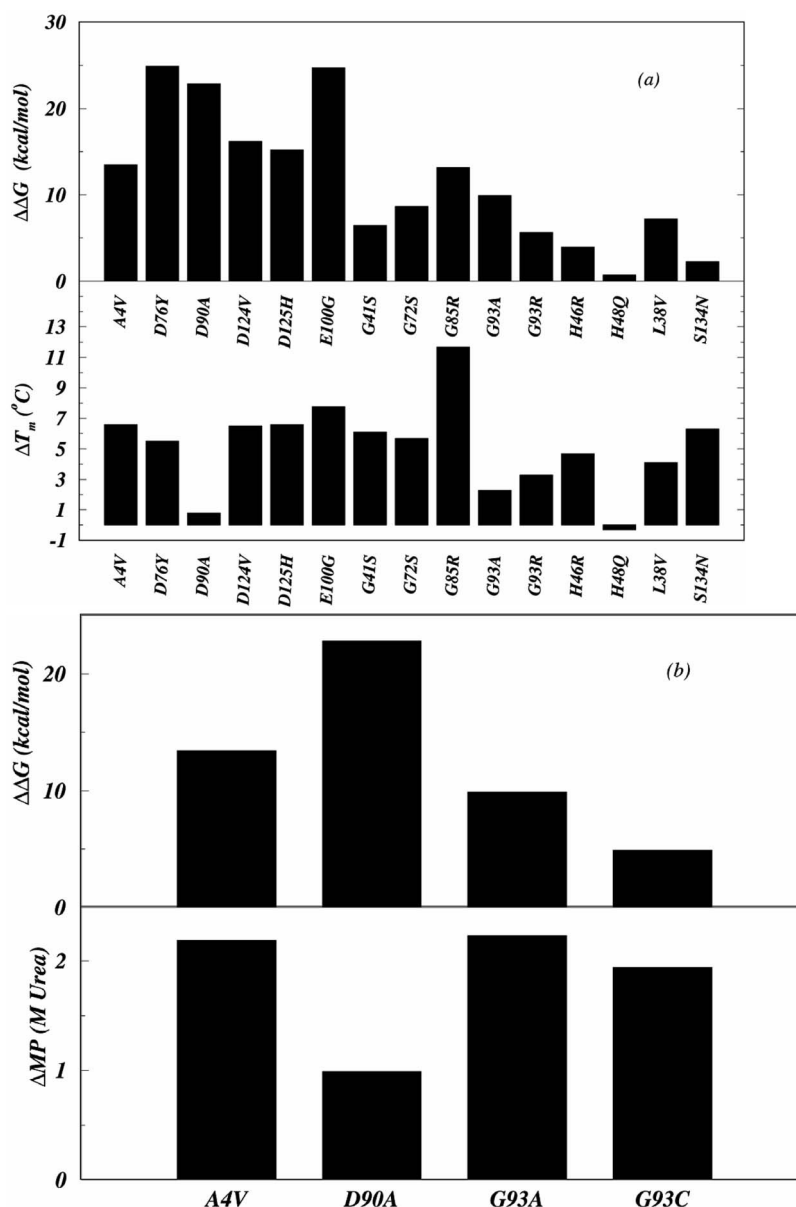 (a)
ΔΔG (kcal/mol)
20
10
0
A4V D76Y D90A D124V D125H E100G G41S G72S G85R G93A G93R H46R H48Q L38V S134N
ΔTm (°C)
13
11
9
7
5
3
1
-1
A4V D76Y D90A D124V D125H E100G G41S G72S G85R G93A G93R H46R H48Q L38V S134N
(b)
ΔΔG (kcal/mol)
20
10
0
ΔMP (M Urea)
2
1
0
A4V D90A G93A G93C